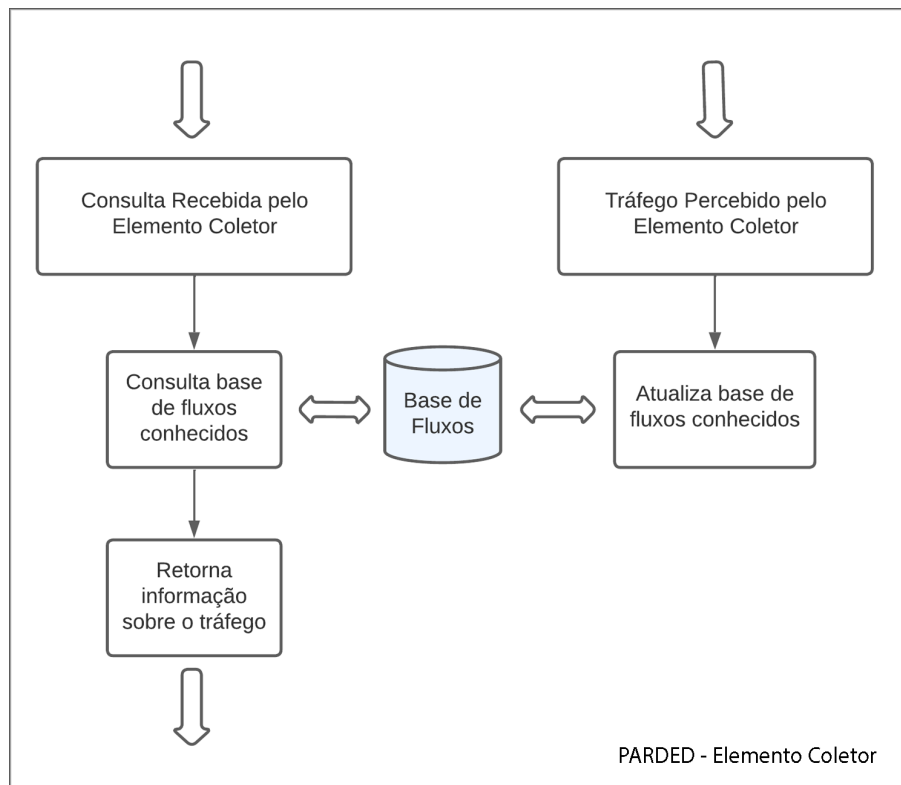 Consulta Recebida pelo
Elemento Coletor
Tráfego Percebido pelo
Elemento Coletor
Consulta base
de fluxos
conhecidos
Base de
Fluxos
Atualiza base de
fluxos conhecidos
Retorna
informação
sobre o tráfego
PARDED - Elemento Coletor